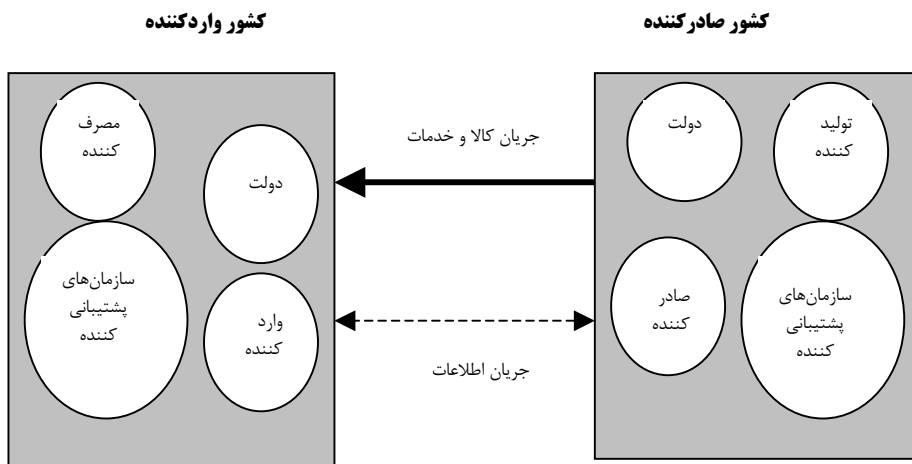 کشور صادرکننده
کشور واردکننده
تولید
کننده
دولت
صادر
کننده
سازمان‌های
پشتیبانی
کننده
جریان کالا و خدمات
جریان اطلاعات
دولت
مصرف
کننده
وارد
کننده
سازمان‌های
پشتیبانی
کننده